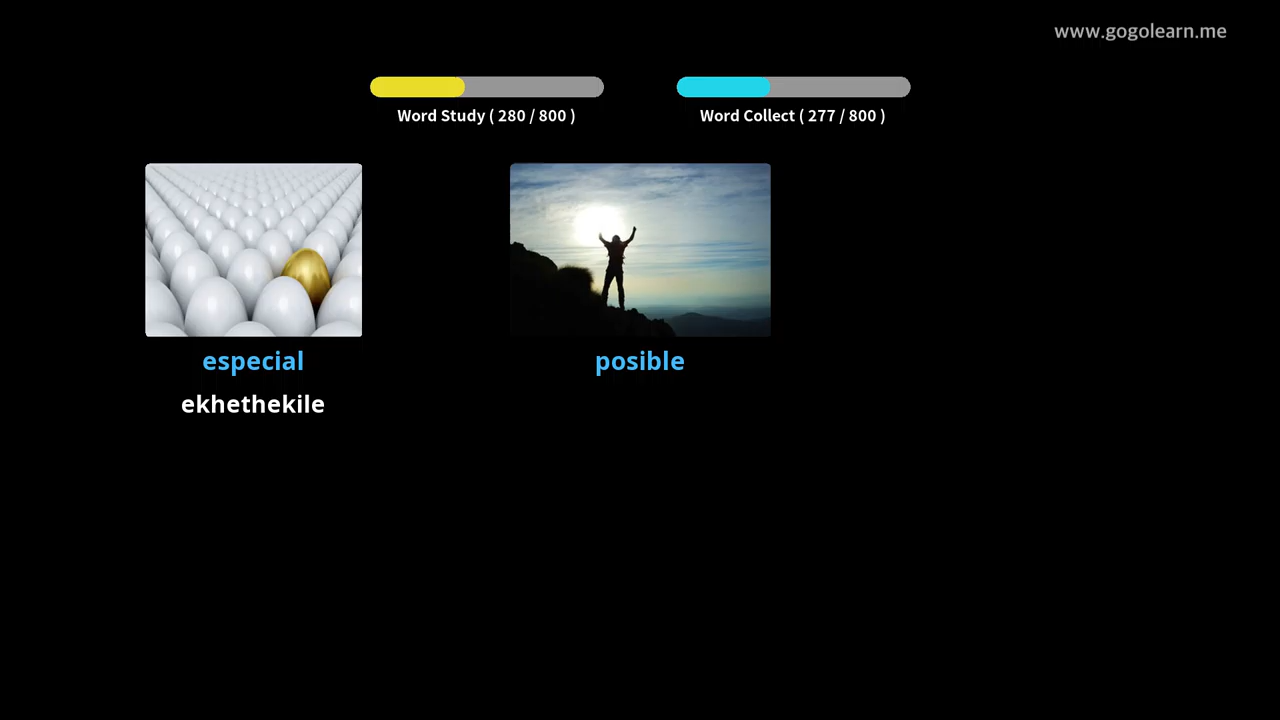 www.gogolearn.me
Word Study ( 280 / 800 )
Word Collect ( 277 / 800 )
especial
posible
ekhethekile